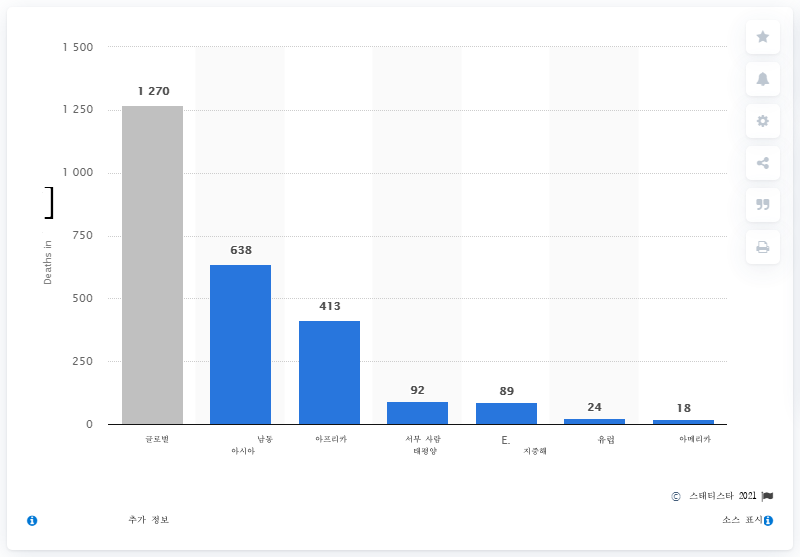 1 500
1 250
1 000
750
500
250
0
]
Deaths in
1 270
638
413
92
89
24
18
글로벌
남동
아시아
아프리카
서부 사람
태평양
E.
지중해
유럽
아메리카
© 스태티스타 2021
추가 정보
소스 표시